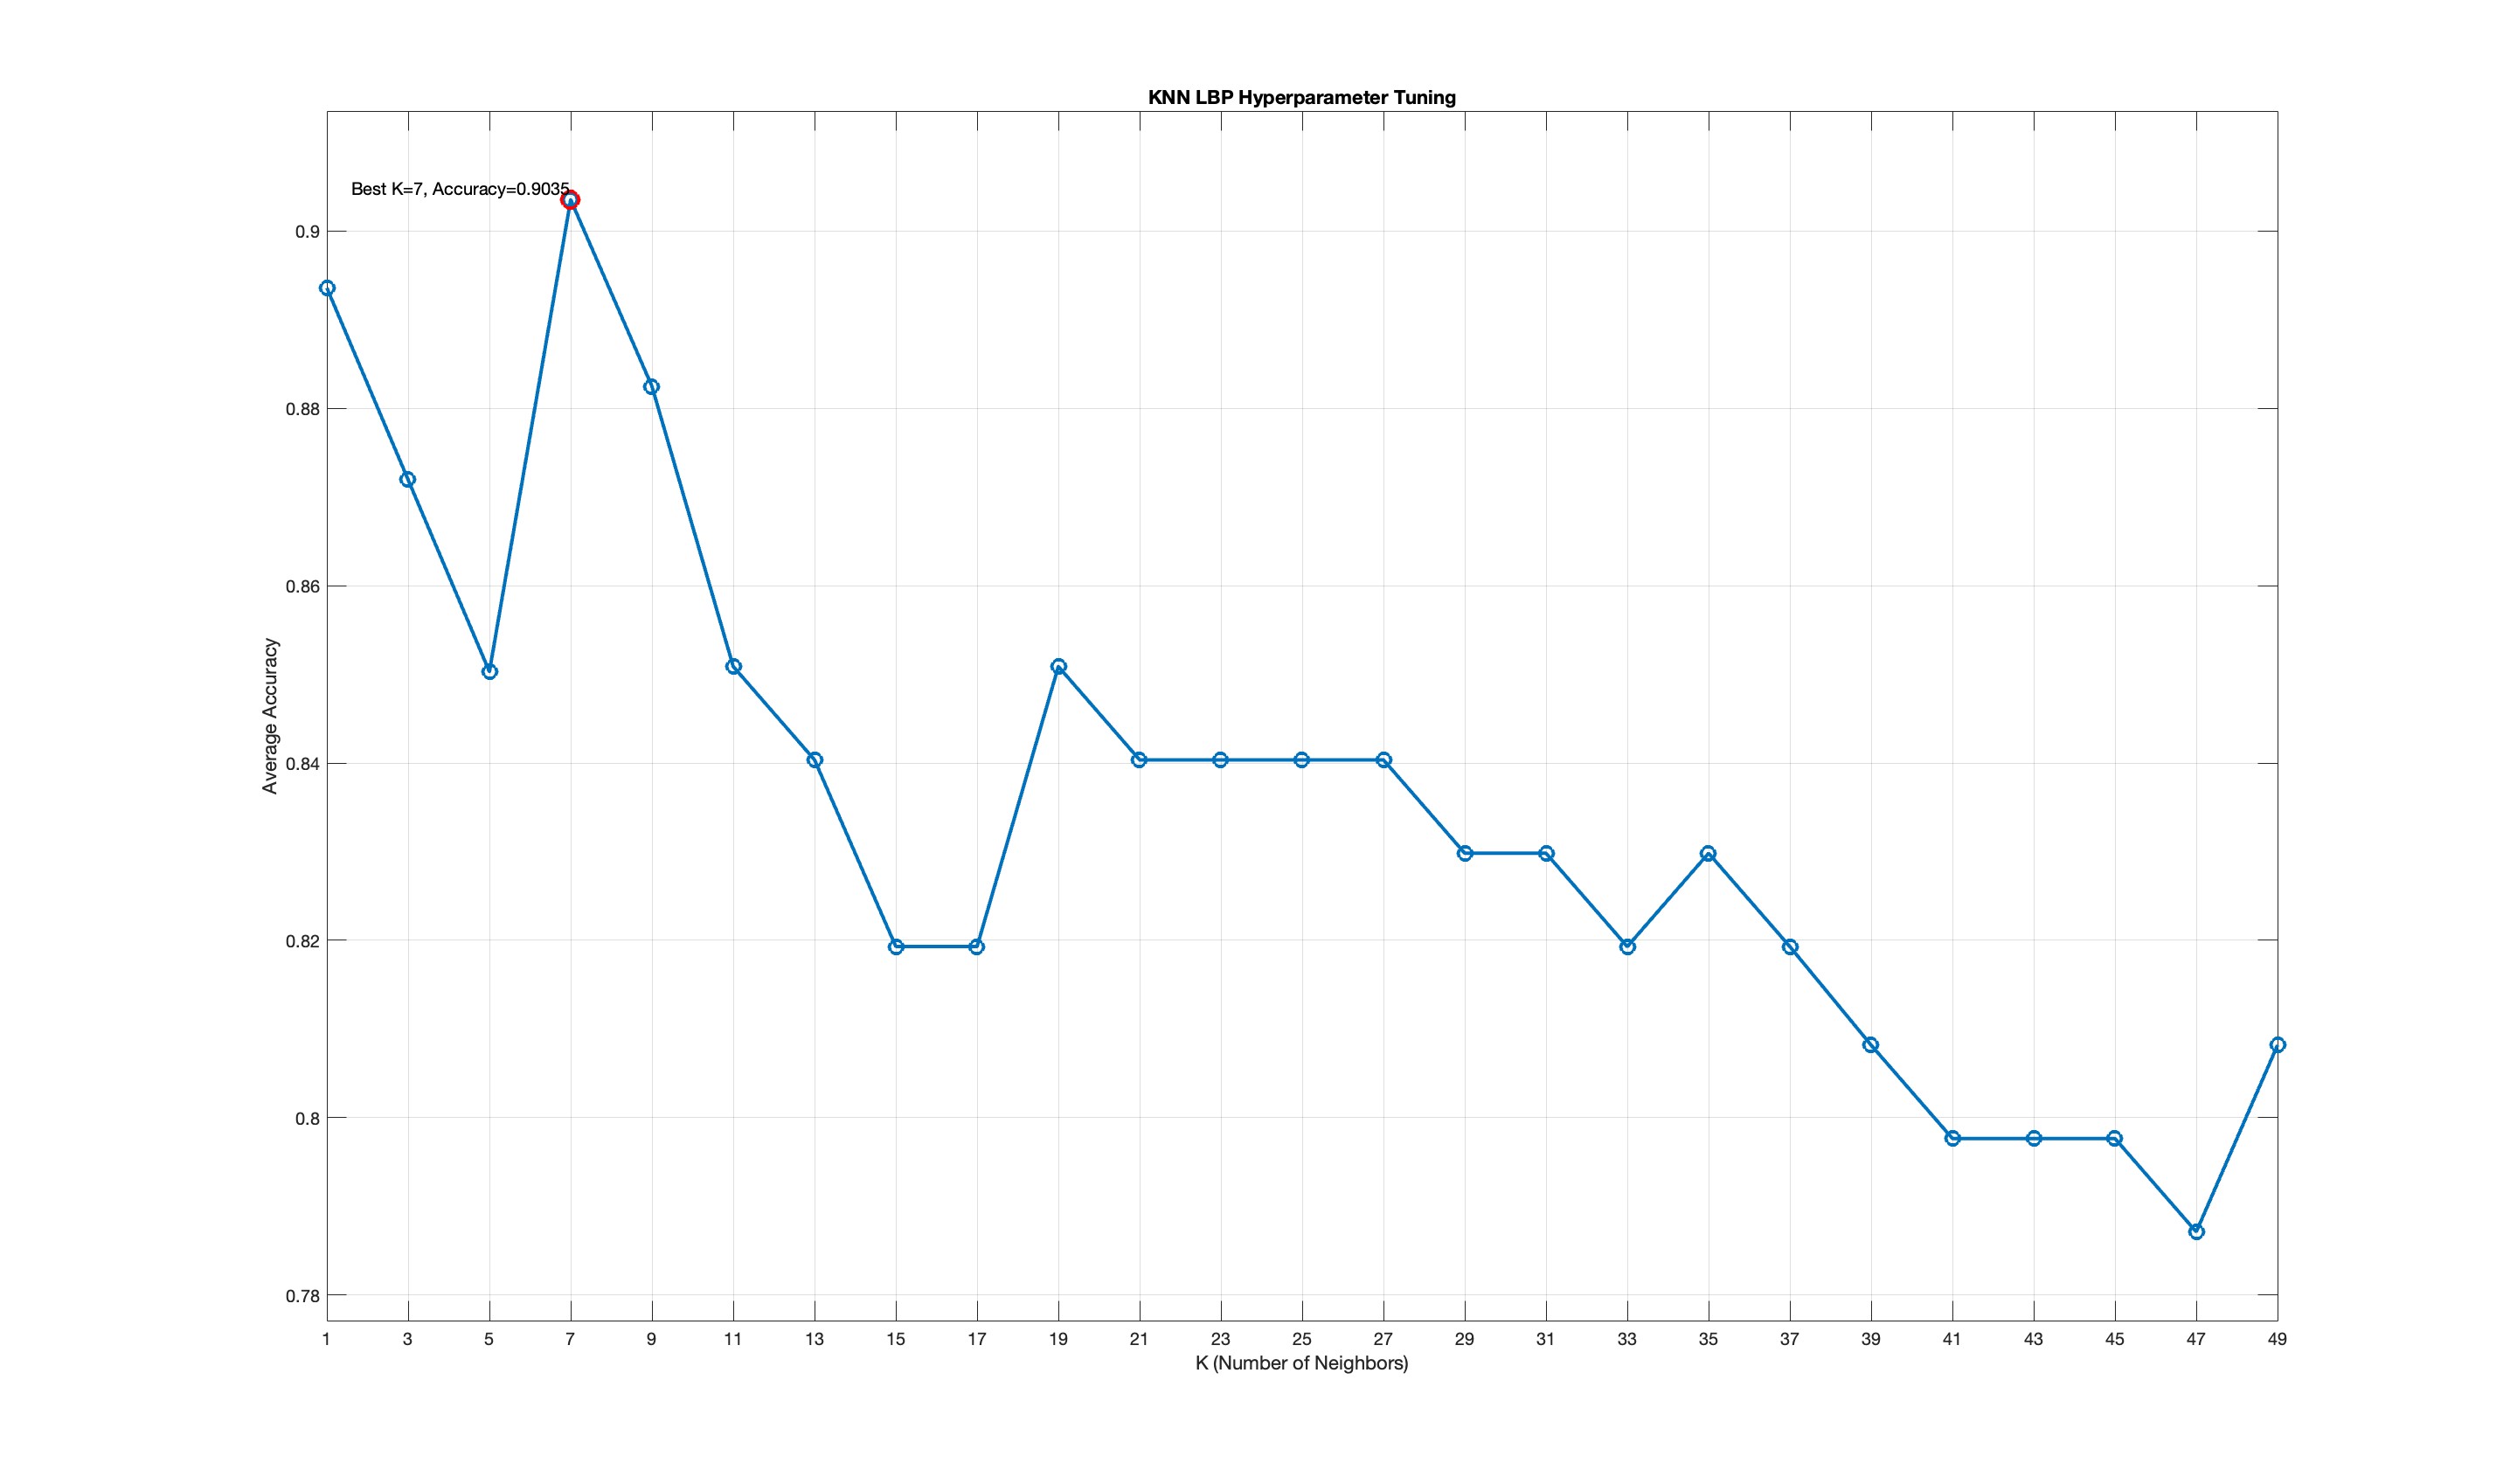 KNN LBP Hyperparameter Tuning
Best K=7, Accuracy=0.9035
0.9
0.88
0.86
0.84
0.82
0.8
0.78
Average Accuracy
1 3 5 7 9 11 13 15 17 19 21 23 25 27 29 31 33 35 37 39 41 43 45 47 49
K (Number of Neighbors)